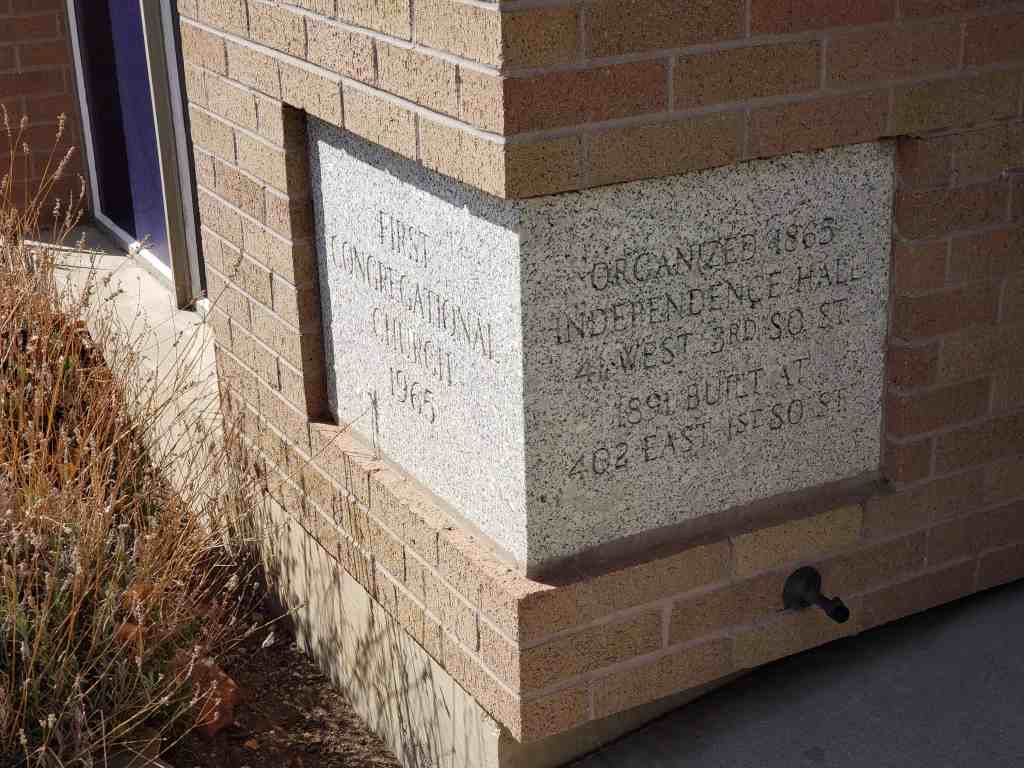 FIRST
CONGREGATIONAL
CHURCH
1965
ORGANIZED 1865
INDEPENDENCE HALL
41 WEST 3RD. SO. ST.
1891 BUILT AT
402 EAST 1ST. SO. ST.